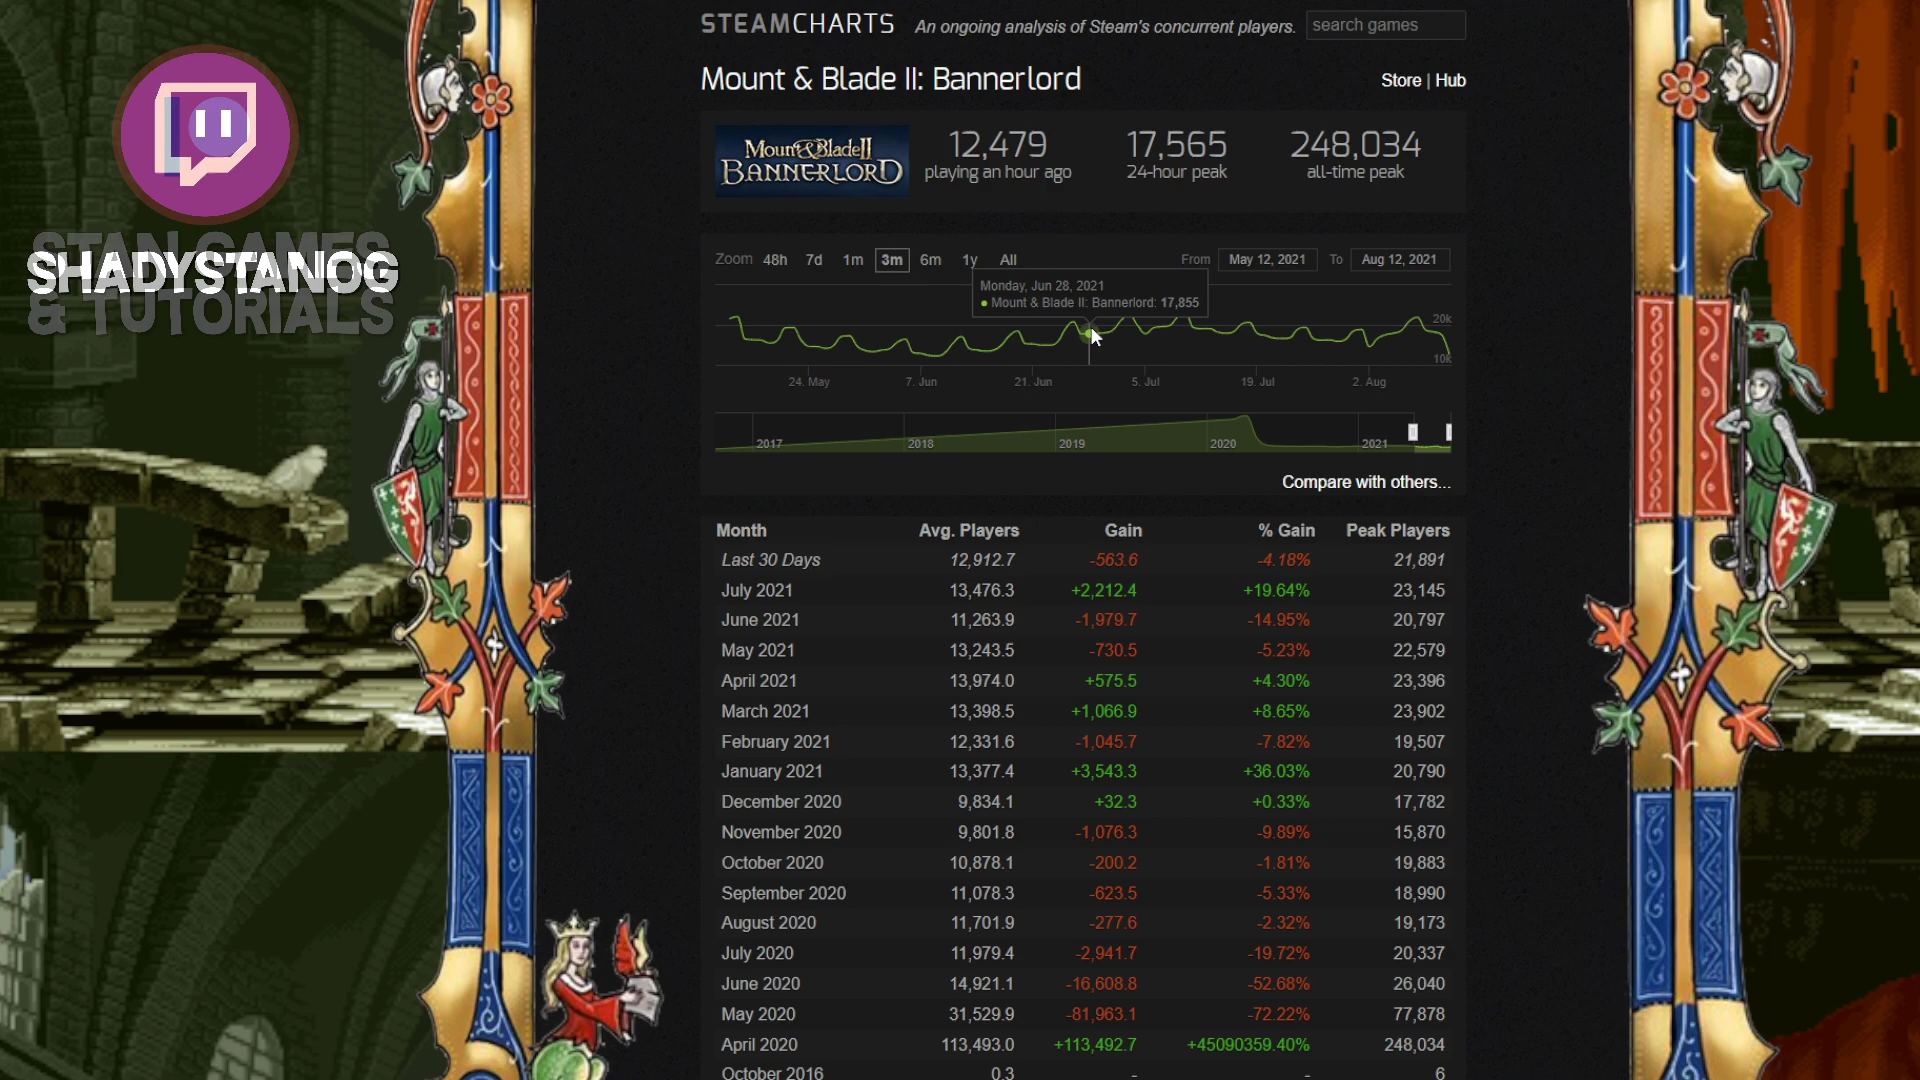 STEAMCHARTS An ongoing analysis of Steam's concurrent players. search games
Mount & Blade II: Bannerlord Store | Hub
Mount&Blade II
BANNERLORD
12,479 17,565 248,034
playing an hour ago 24-hour peak all-time peak
STAN GAMES
SHADYSTANOG
& TUTORIALS
Zoom 48h 7d 1m 3m 6m 1y All From May 12, 2021 To Aug 12, 2021
Monday, Jun 28, 2021
Mount & Blade II: Bannerlord: 17,855
20k
10k
24. May 7. Jun 21. Jun 5. Jul 19. Jul 2. Aug
2017 2018 2019 2020 2021
Compare with others...
Month Avg. Players Gain % Gain Peak Players
Last 30 Days 12,912.7 -563.6 -4.18% 21,891
July 2021 13,476.3 +2,212.4 +19.64% 23,145
June 2021 11,263.9 -1,979.7 -14.95% 20,797
May 2021 13,243.5 -730.5 -5.23% 22,579
April 2021 13,974.0 +575.5 +4.30% 23,396
March 2021 13,398.5 +1,066.9 +8.65% 23,902
February 2021 12,331.6 -1,045.7 -7.82% 19,507
January 2021 13,377.4 +3,543.3 +36.03% 20,790
December 2020 9,834.1 +32.3 +0.33% 17,782
November 2020 9,801.8 -1,076.3 -9.89% 15,870
October 2020 10,878.1 -200.2 -1.81% 19,883
September 2020 11,078.3 -623.5 -5.33% 18,990
August 2020 11,701.9 -277.6 -2.32% 19,173
July 2020 11,979.4 -2,941.7 -19.72% 20,337
June 2020 14,921.1 -16,608.8 -52.68% 26,040
May 2020 31,529.9 -81,963.1 -72.22% 77,878
April 2020 113,493.0 +113,492.7 +45090359.40% 248,034
October 2016 0.3 - - 6